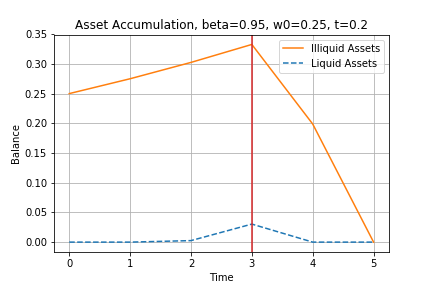 Asset Accumulation, beta=0.95, w0=0.25, t=0.2
0.35
0.30
0.25
0.20
0.15
0.10
0.05
0.00
Balance
Illiquid Assets
Liquid Assets
0 1 2 3 4 5
Time